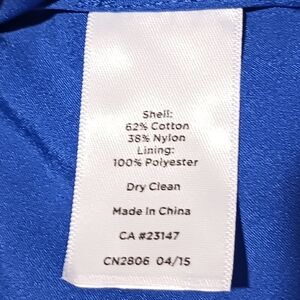 Shell:
62% Cotton
38% Nylon
Lining:
100% Polyester
Dry Clean
Made In China
CA #23147
CN2806 04/15